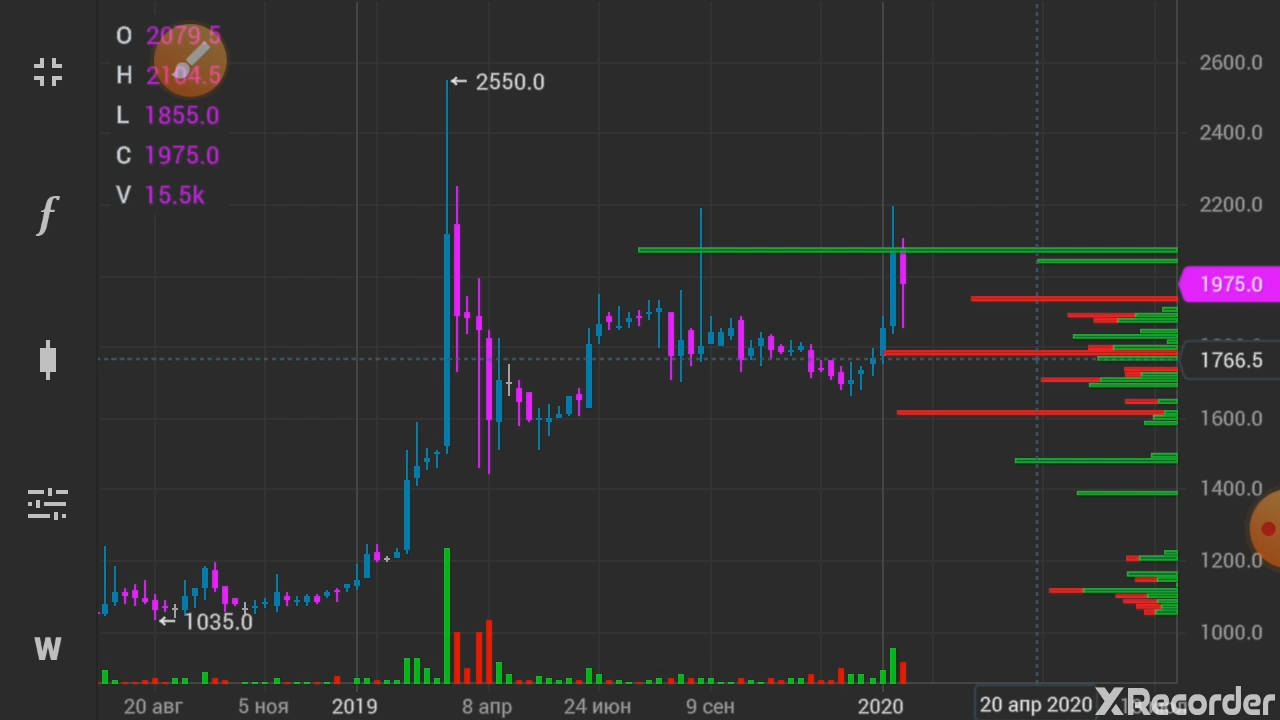 O 2079.5
H 2104.5
L 1855.0
C 1975.0
V 15.5k
f
W
2550.0
1035.0
2600.0
2400.0
2200.0
1975.0
1766.5
1600.0
1400.0
1200.0
1000.0
20 авг
5 ноя
2019
8 апр
24 июн
9 сен
2020
20 апр 2020
XRecorder